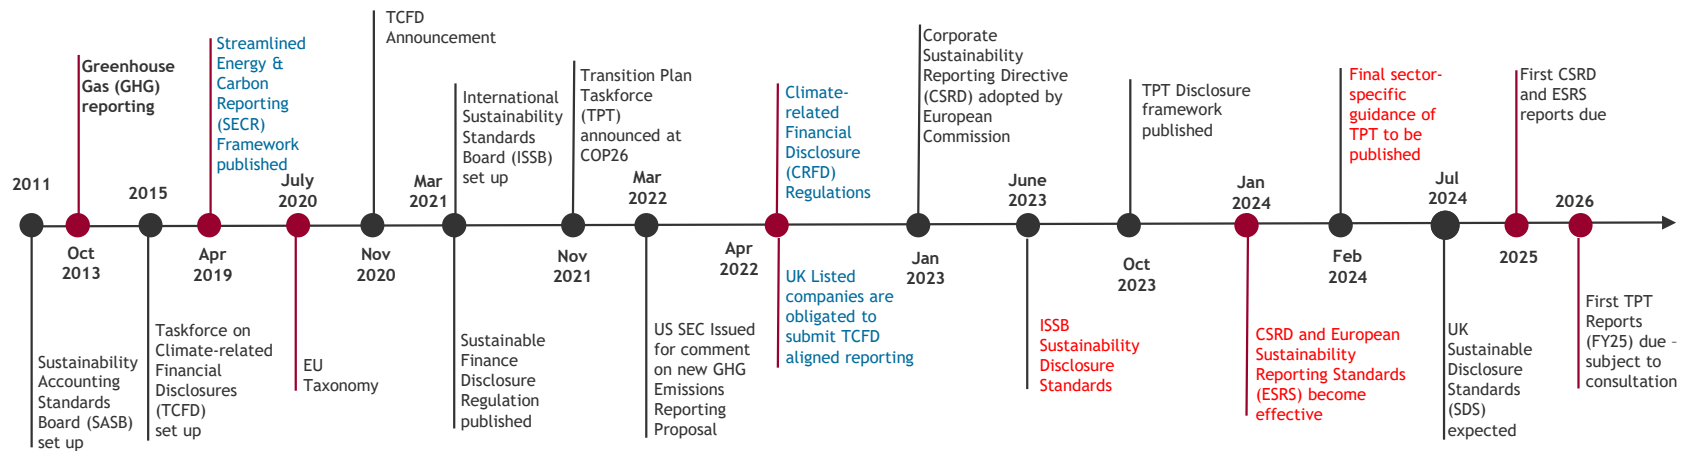 2011
Sustainability
Accounting
Standards
Board (SASB)
set up
Greenhouse
Gas (GHG)
reporting
Oct
2013
2015
Taskforce on
Climate-related
Financial
Disclosures
(TCFD)
set up
Streamlined
Energy &
Carbon
Reporting
(SECR)
Framework
published
Apr
2019
July
2020
EU
Taxonomy
TCFD
Announcement
Nov
2020
Mar
2021
International
Sustainability
Standards
Board (ISSB)
set up
Sustainable
Finance
Disclosure
Regulation
published
Transition Plan
Taskforce
(TPT)
announced at
COP26
Nov
2021
Mar
2022
US SEC Issued
for comment
on new GHG
Emissions
Reporting
Proposal
Climate-
related
Financial
Disclosure
(CRFD)
Regulations
Apr
2022
UK Listed
companies are
obligated to
submit TCFD
aligned reporting
Corporate
Sustainability
Reporting Directive
(CSRD) adopted by
European
Commission
Jan
2023
June
2023
ISSB
Sustainability
Disclosure
Standards
TPT Disclosure
framework
published
Oct
2023
Jan
2024
CSRD and European
Sustainability
Reporting Standards
(ESRS) become
effective
Final sector-
specific
guidance of
TPT to be
published
Feb
2024
Jul
2024
UK
Sustainable
Disclosure
Standards
(SDS)
expected
First CSRD
and ESRS
reports due
2025
2026
First TPT
Reports
(FY25) due –
subject to
consultation